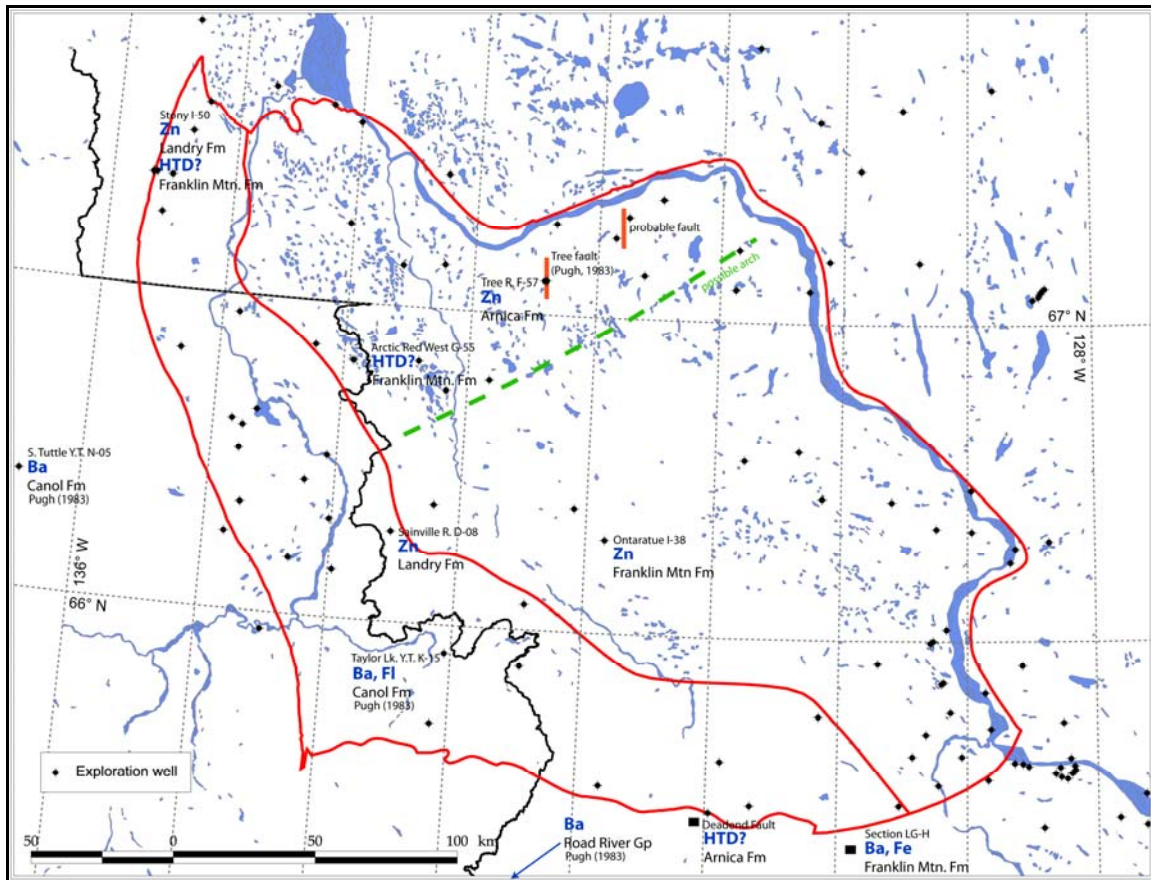 Stony I-50
Zn
Landry Fm
HTD?
Franklin Mtn. Fm
probable fault
Tree fault
(Pugh, 1983)
possible arch
Tree R. F-57
Zn
Arnica Fm
67° N
128° W
Arctic Red West G-55
HTD?
Franklin Mtn. Fm
S. Tuttle Y.T. N-05
Ba
Canol Fm
Pugh (1983)
Sainville R. D-08
Zn
Landry Fm
Ontaratue I-38
Zn
Franklin Mtn Fm
136° W
66° N
Taylor Lk. Y.T. K-15
Ba, Fl
Canol Fm
Pugh (1983)
Exploration well
50 0 50 100 km
Ba
Road River Gp
Pugh (1983)
Deadend Fault
HTD?
Arnica Fm
Section LG-H
Ba, Fe
Franklin Mtn. Fm